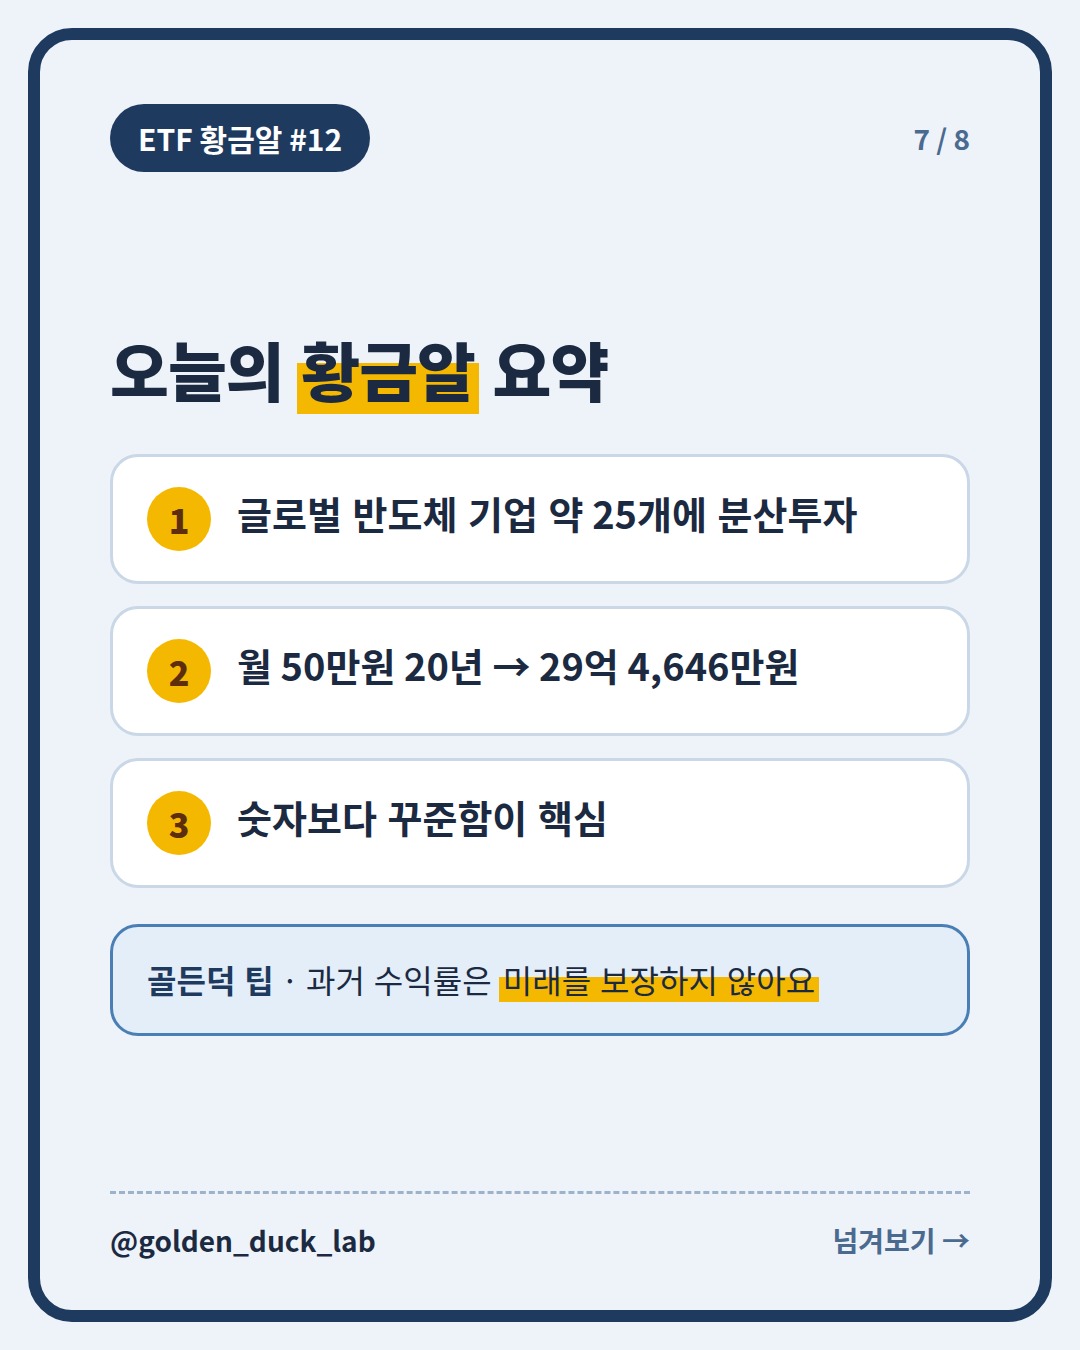 ETF 황금알 #12
7 / 8
오늘의 황금알 요약
1 글로벌 반도체 기업 약 25개에 분산투자
2 월 50만원 20년 → 29억 4,646만원
3 숫자보다 꾸준함이 핵심
골든덕 팁 · 과거 수익률은 미래를 보장하지 않아요
@golden_duck_lab
넘겨보기 →